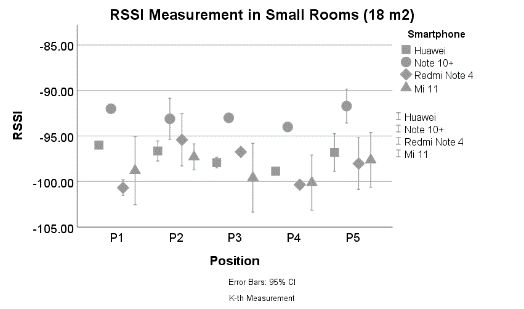 RSSI Measurement in Small Rooms (18 m2)
Smartphone
Huawei
Note 10+
Redmi Note 4
Mi 11
Huawei
Note 10+
Redmi Note 4
Mi 11
RSSI
-85.00
-90.00
-95.00
-100.00
-105.00
P1 P2 P3 P4 P5
Position
Error Bars: 95% CI
K-th Measurement